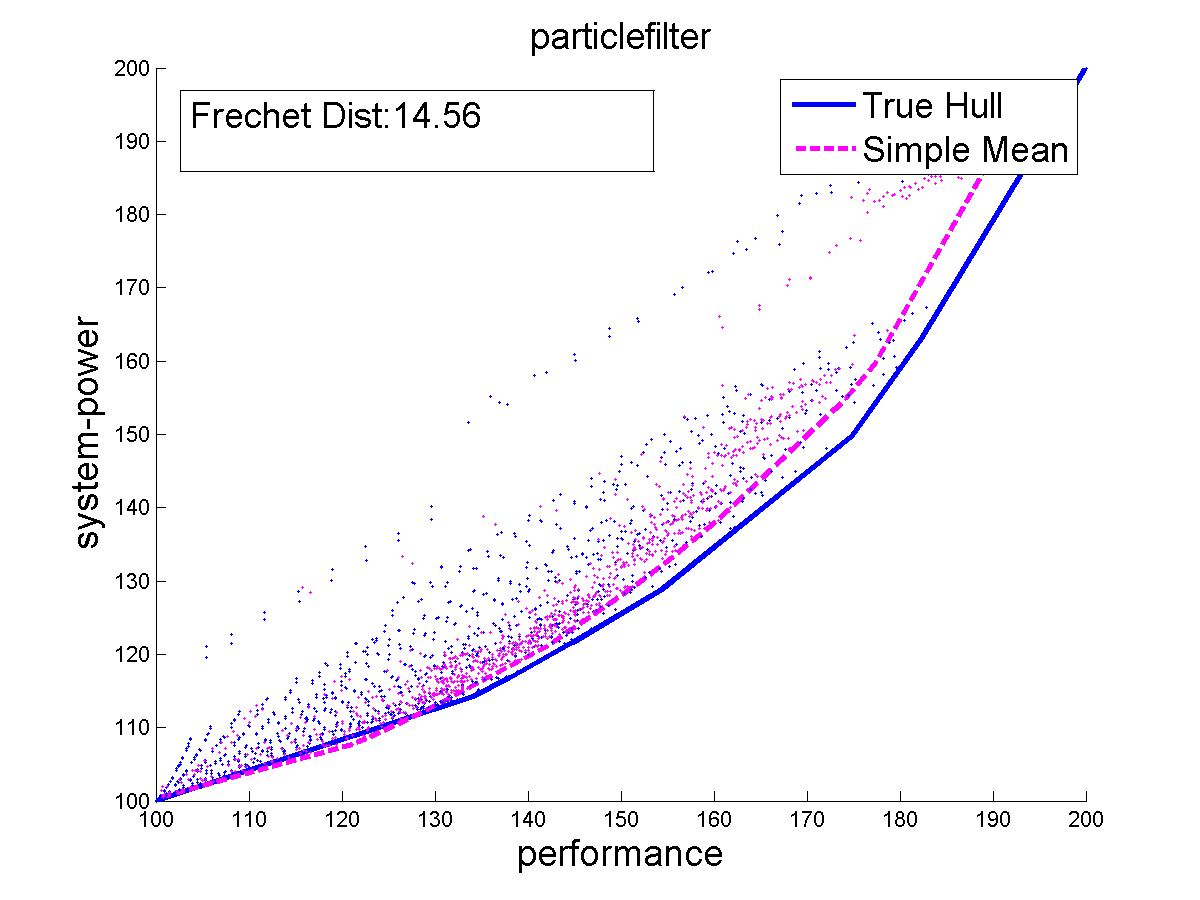 particlefilter
Frechet Dist:14.56
True Hull
Simple Mean
system-power
200
190
180
170
160
150
140
130
120
110
100
100 110 120 130 140 150 160 170 180 190 200
performance